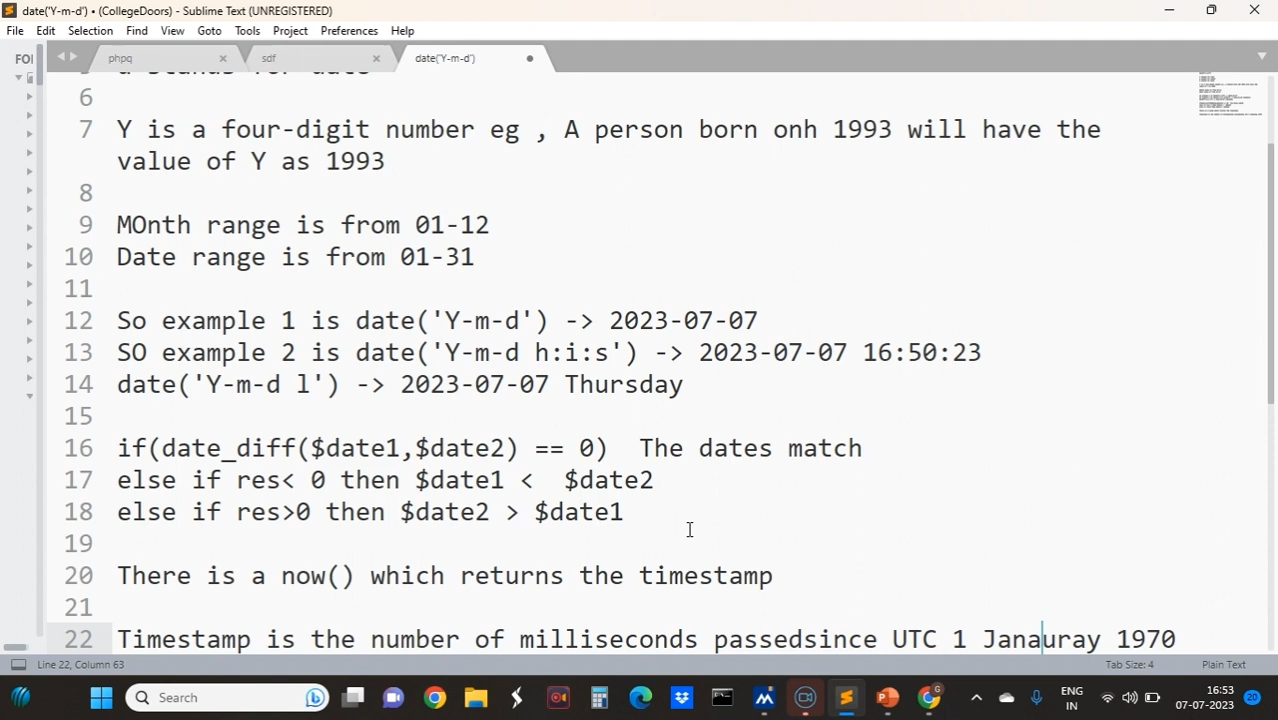 date('Y-m-d') • (CollegeDoors) - Sublime Text (UNREGISTERED)
File Edit Selection Find View Goto Tools Project Preferences Help
phpq
sdf
date('Y-m-d')
6
7 Y is a four-digit number eg , A person born onh 1993 will have the
value of Y as 1993
8
9 MOnth range is from 01-12
10 Date range is from 01-31
11
12 So example 1 is date('Y-m-d') -> 2023-07-07
13 SO example 2 is date('Y-m-d h:i:s') -> 2023-07-07 16:50:23
14 date('Y-m-d l') -> 2023-07-07 Thursday
15
16 if(date_diff($date1,$date2) == 0)  The dates match
17 else if res< 0 then $date1 <  $date2
18 else if res>0 then $date2 > $date1
19
20 There is a now() which returns the timestamp
21
22 Timestamp is the number of milliseconds passedsince UTC 1 Janauray 1970
Line 22, Column 63
Tab Size: 4
Plain Text
Search
ENG
IN
16:53
07-07-2023
20